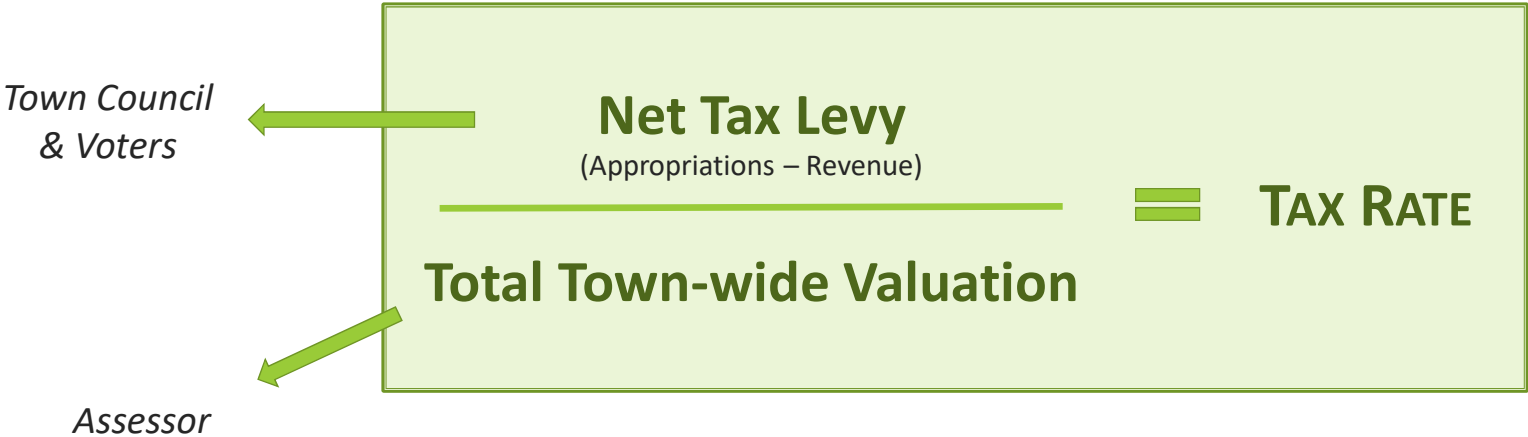 Town Council
& Voters
Net Tax Levy
(Appropriations – Revenue)
TAX RATE
Total Town-wide Valuation
Assessor